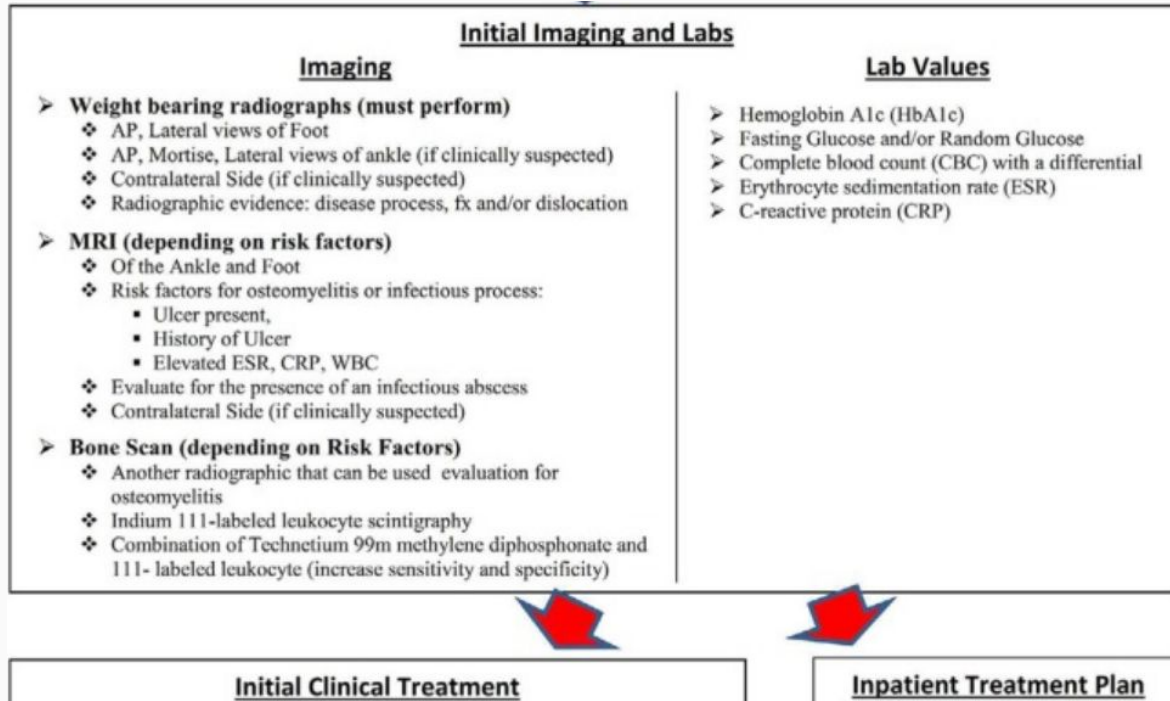 Initial Imaging and Labs
Imaging
➤ Weight bearing radiographs (must perform)
❖ AP, Lateral views of Foot
❖ AP, Mortise, Lateral views of ankle (if clinically suspected)
❖ Contralateral Side (if clinically suspected)
❖ Radiographic evidence: disease process, fx and/or dislocation
➤ MRI (depending on risk factors)
❖ Of the Ankle and Foot
❖ Risk factors for osteomyelitis or infectious process:
▪ Ulcer present,
▪ History of Ulcer
▪ Elevated ESR, CRP, WBC
❖ Evaluate for the presence of an infectious abscess
❖ Contralateral Side (if clinically suspected)
➤ Bone Scan (depending on Risk Factors)
❖ Another radiographic that can be used evaluation for
osteomyelitis
❖ Indium 111-labeled leukocyte scintigraphy
❖ Combination of Technetium 99m methylene diphosphonate and
111- labeled leukocyte (increase sensitivity and specificity)
Lab Values
➤ Hemoglobin A1c (HbA1c)
➤ Fasting Glucose and/or Random Glucose
➤ Complete blood count (CBC) with a differential
➤ Erythrocyte sedimentation rate (ESR)
➤ C-reactive protein (CRP)
Initial Clinical Treatment
Inpatient Treatment Plan